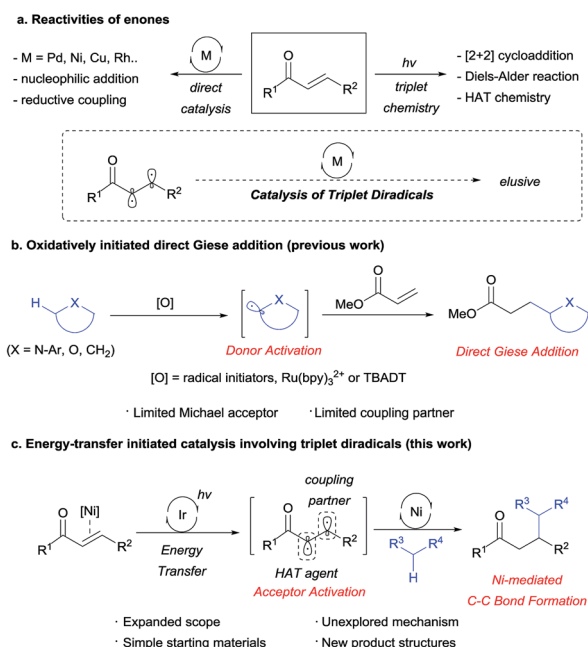 a. Reactivities of enones
- M = Pd, Ni, Cu, Rh..
- nucleophilic addition
- reductive coupling
M
direct
catalysis
O
R1
R2
hv
triplet
chemistry
- [2+2] cycloaddition
- Diels-Alder reaction
- HAT chemistry
O
R1
R2
M
Catalysis of Triplet Diradicals
elusive
b. Oxidatively initiated direct Giese addition (previous work)
H
X
(X = N-Ar, O, CH2)
[O]
X
Donor Activation
O
MeO
O
MeO
X
Direct Giese Addition
[O] = radical initiators, Ru(bpy)3 2+ or TBADT
· Limited Michael acceptor · Limited coupling partner
c. Energy-transfer initiated catalysis involving triplet diradicals (this work)
[Ni]
O
R1
R2
hv
Ir
Energy
Transfer
coupling
partner
O
R1
R2
HAT agent
Acceptor Activation
Ni
R3 R4
H
R3 R4
O
R1
R2
Ni-mediated
C-C Bond Formation
· Expanded scope · Unexplored mechanism
· Simple starting materials · New product structures